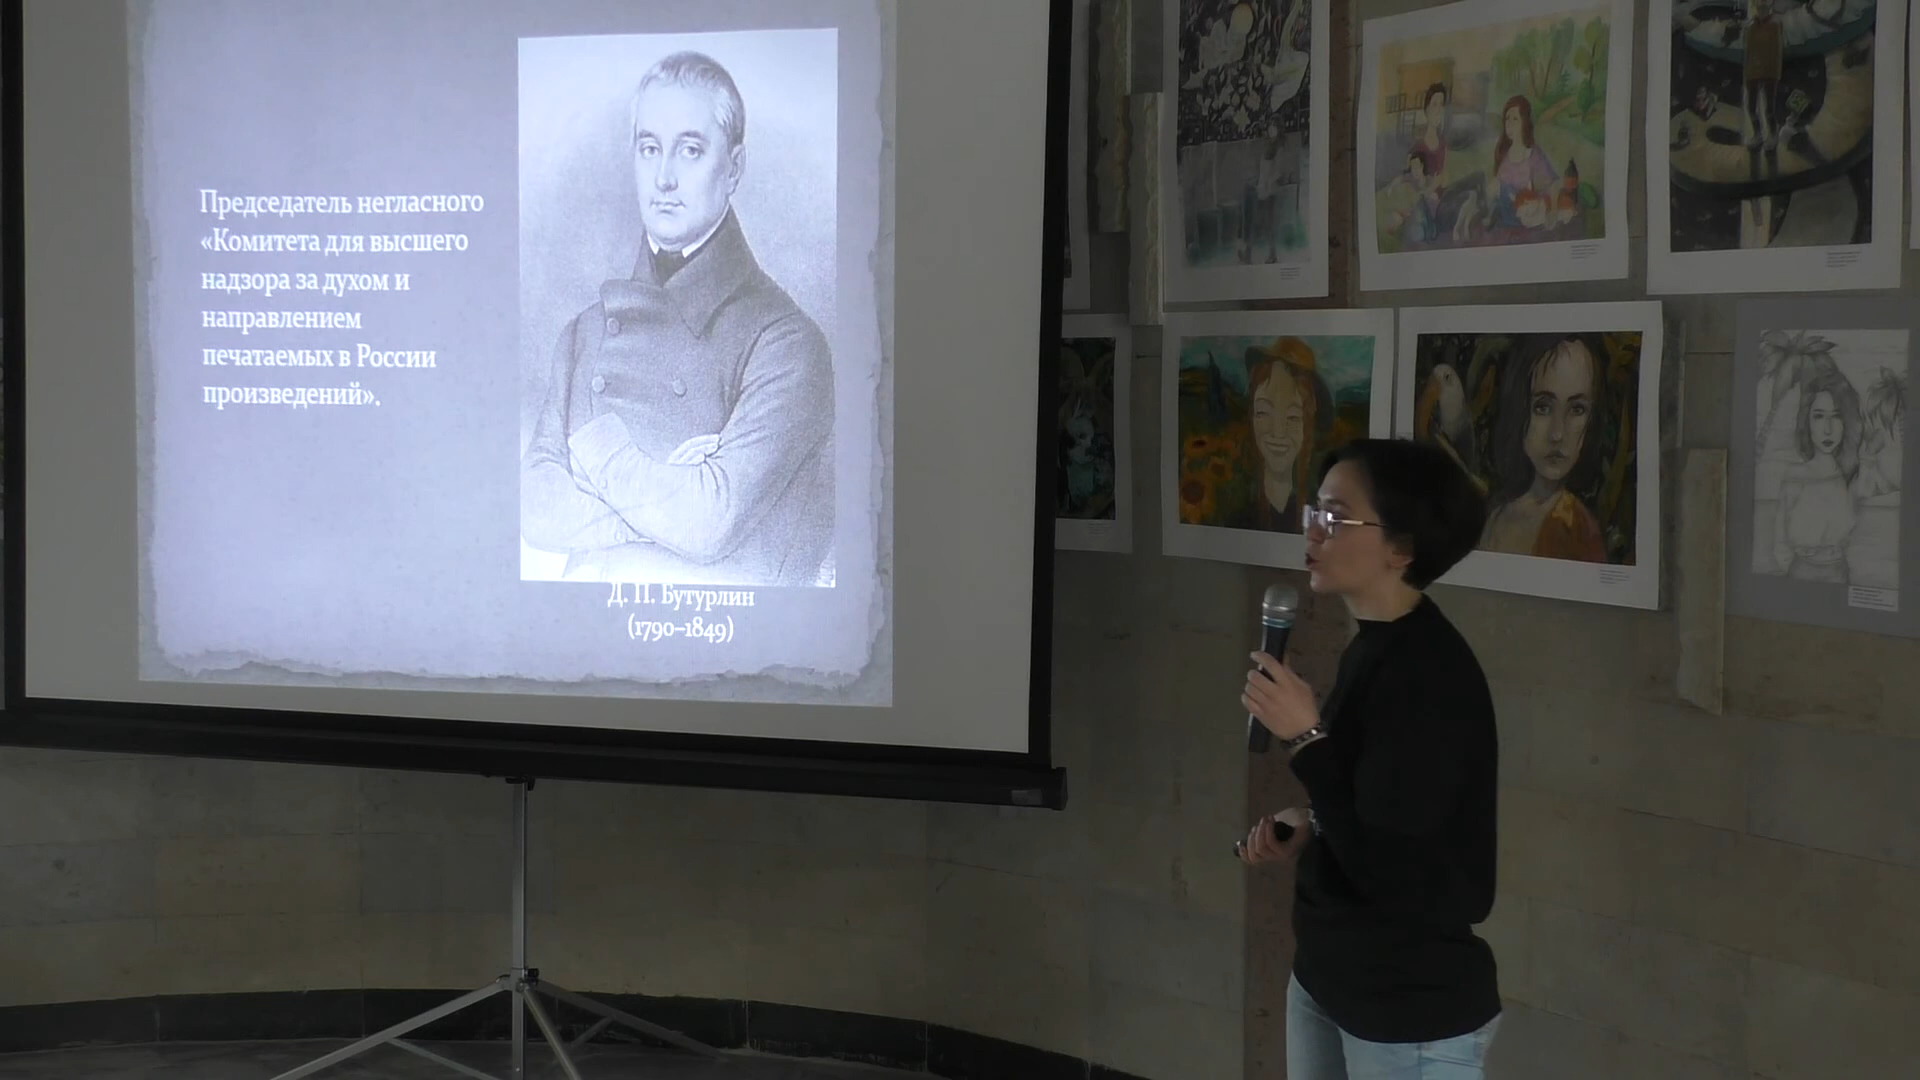 Председатель негласного
«Комитета для высшего
надзора за духом и
направлением
печатаемых в России
произведений».
Д. П. Бутурлин
(1790–1849)